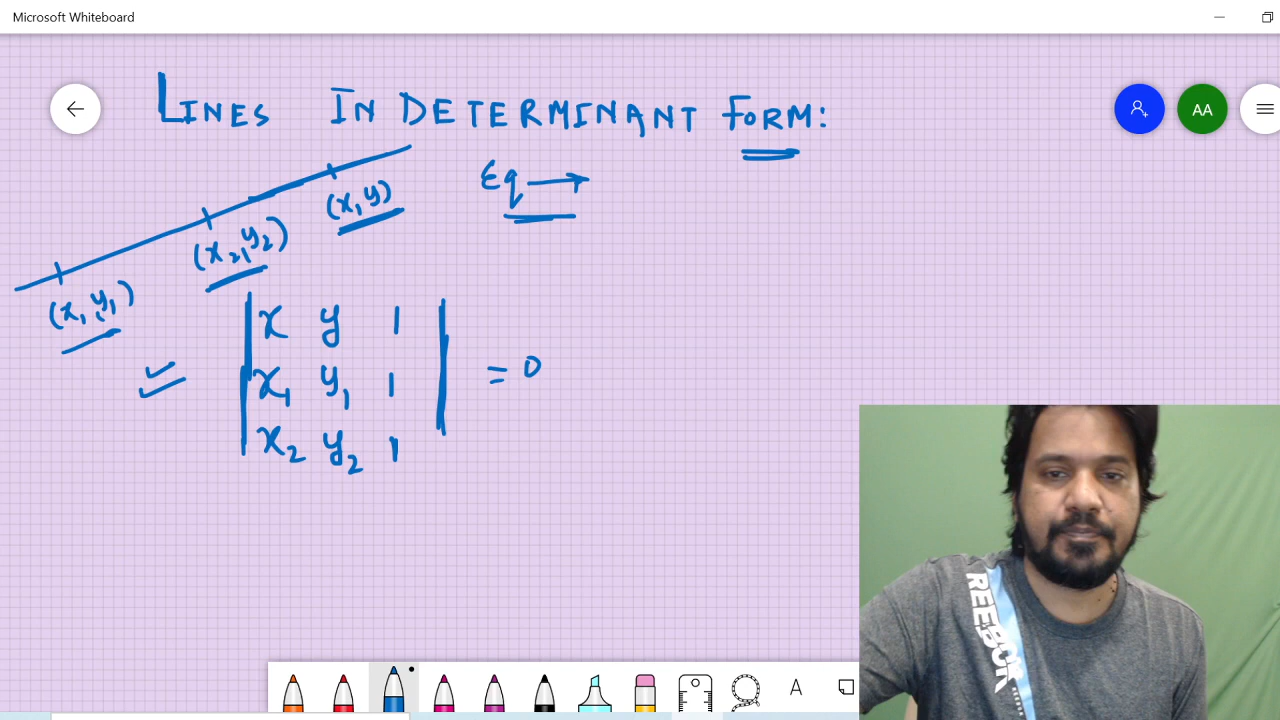 Microsoft Whiteboard
LINES IN DETERMINANT FORM:
AA
Eq →
(x, y)
(x2, y2)
(x1, y1)
x y 1
x1 y1 1
= 0
x2 y2 1
REEBOK
A